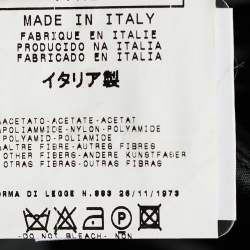 MADE IN ITALY
FABRIQUE EN ITALIE
PRODUCIDO NA ITALIA
FABRICADO EN ITALIA
イタリア製
ACETATO-ACETATE-ACETAT
POLIAMMIDE-NYLON-POLYAMIDE
POLYAMID-POLIAMIDE
ALTRE FIBRE-AUTRES FIBRES
OTHER FIBERS-ANDERE KUNSTFASER
OTRAS FIBRAS-OUTRAS FIBRAS
ORMA DI LEGGE N.883 26/11/1973
P
DO NOT BLEACH- NON